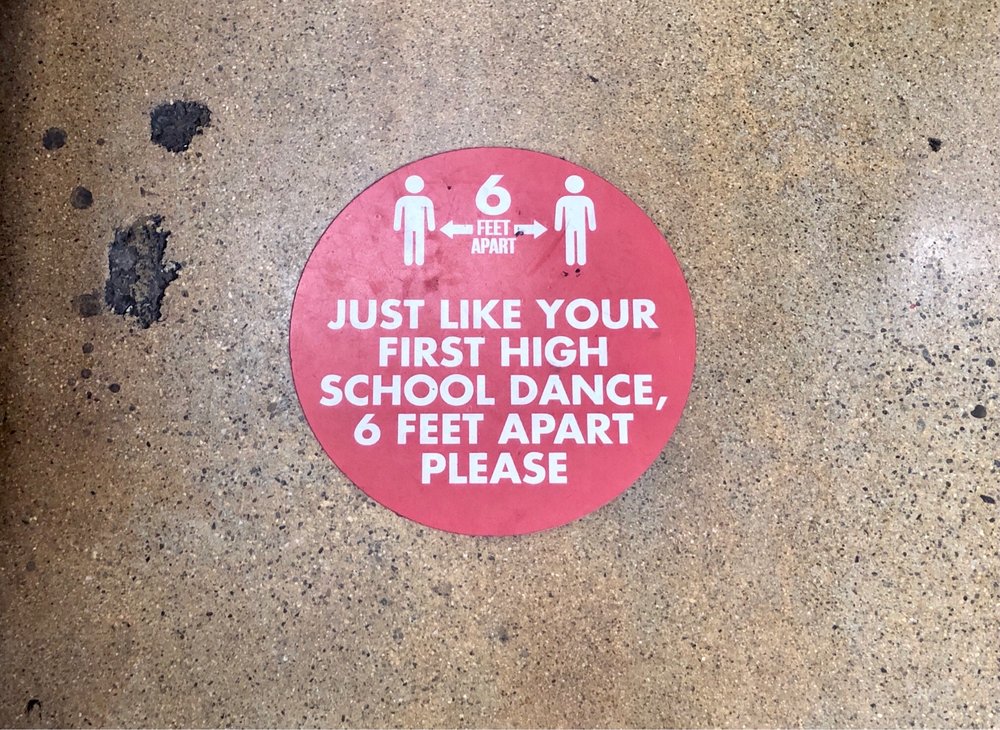 6
FEET
APART
JUST LIKE YOUR
FIRST HIGH
SCHOOL DANCE,
6 FEET APART
PLEASE